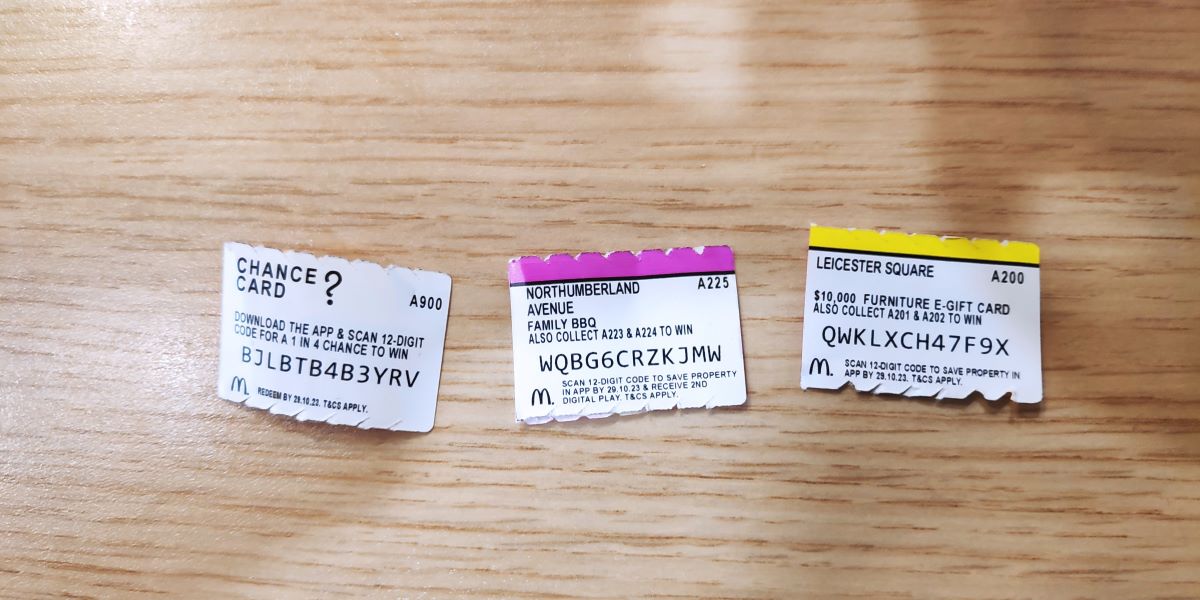 CHANCE ?
CARD
A900
DOWNLOAD THE APP & SCAN 12-DIGIT
CODE FOR A 1 IN 4 CHANCE TO WIN
BJLBTB4B3YRV
REDEEM BY 29.10.23. T&CS APPLY.
NORTHUMBERLAND
AVENUE
A225
FAMILY BBQ
ALSO COLLECT A223 & A224 TO WIN
WQBG6CRZKJMW
SCAN 12-DIGIT CODE TO SAVE PROPERTY
IN APP BY 29.10.23 & RECEIVE 2ND
DIGITAL PLAY. T&CS APPLY.
LEICESTER SQUARE
A200
$10,000 FURNITURE E-GIFT CARD
ALSO COLLECT A201 & A202 TO WIN
QWKLXCH47F9X
SCAN 12-DIGIT CODE TO SAVE PROPERTY IN
APP BY 29.10.23. T&CS APPLY.